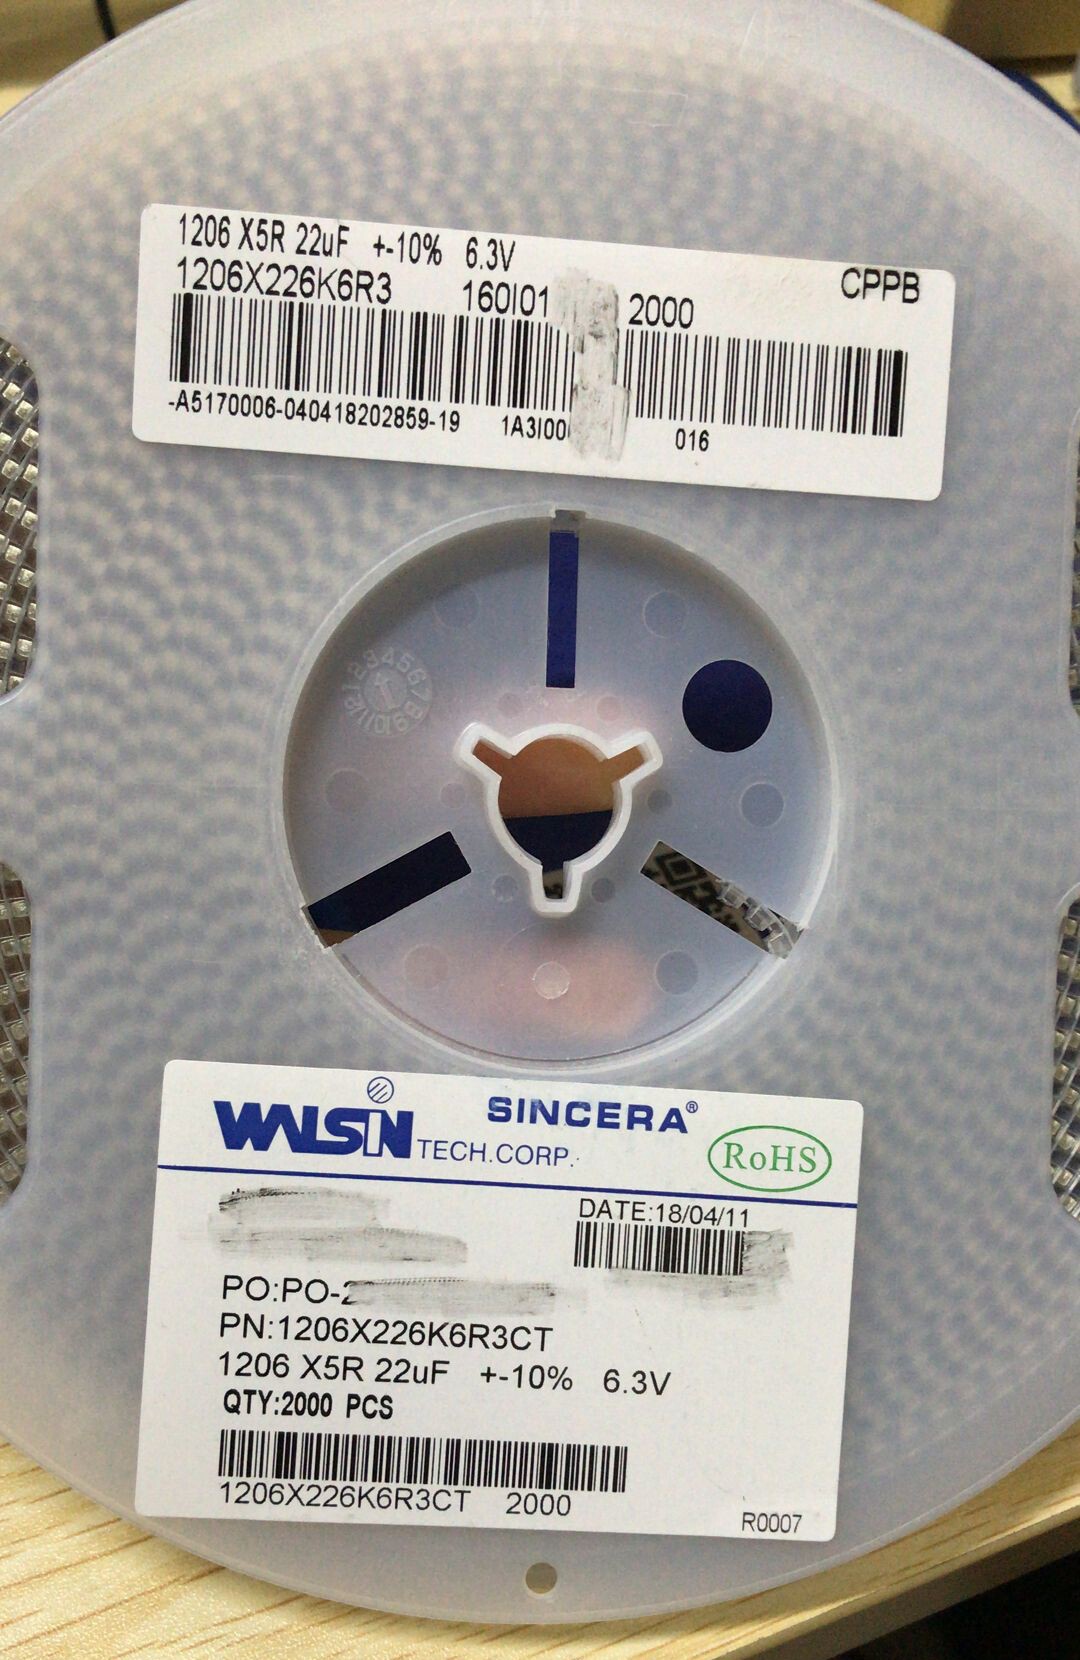 1206 X5R 22uF +-10% 6.3V
CPPB
1206X226K6R3 160I01 2000
-A5170006-040418202859-19 1A3I00 016
WALSIN TECH.CORP.
SINCERA®
RoHS
DATE:18/04/11
PO:PO-2
PN:1206X226K6R3CT
1206 X5R 22uF +-10% 6.3V
QTY:2000 PCS
1206X226K6R3CT 2000
R0007